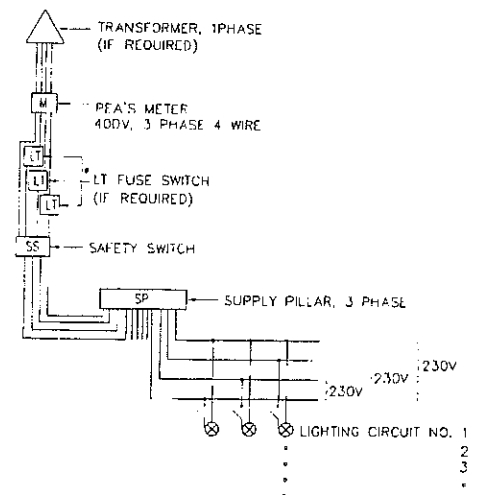 TRANSFORMER, 1PHASE
(IF REQUIRED)
M
PEA'S METER
400V, 3 PHASE 4 WIRE
LT
LT
LT
LT FUSE SWITCH
(IF REQUIRED)
SS
SAFETY SWITCH
SP
SUPPLY PILLAR, 3 PHASE
230V
230V
230V
LIGHTING CIRCUIT NO. 1
2
3